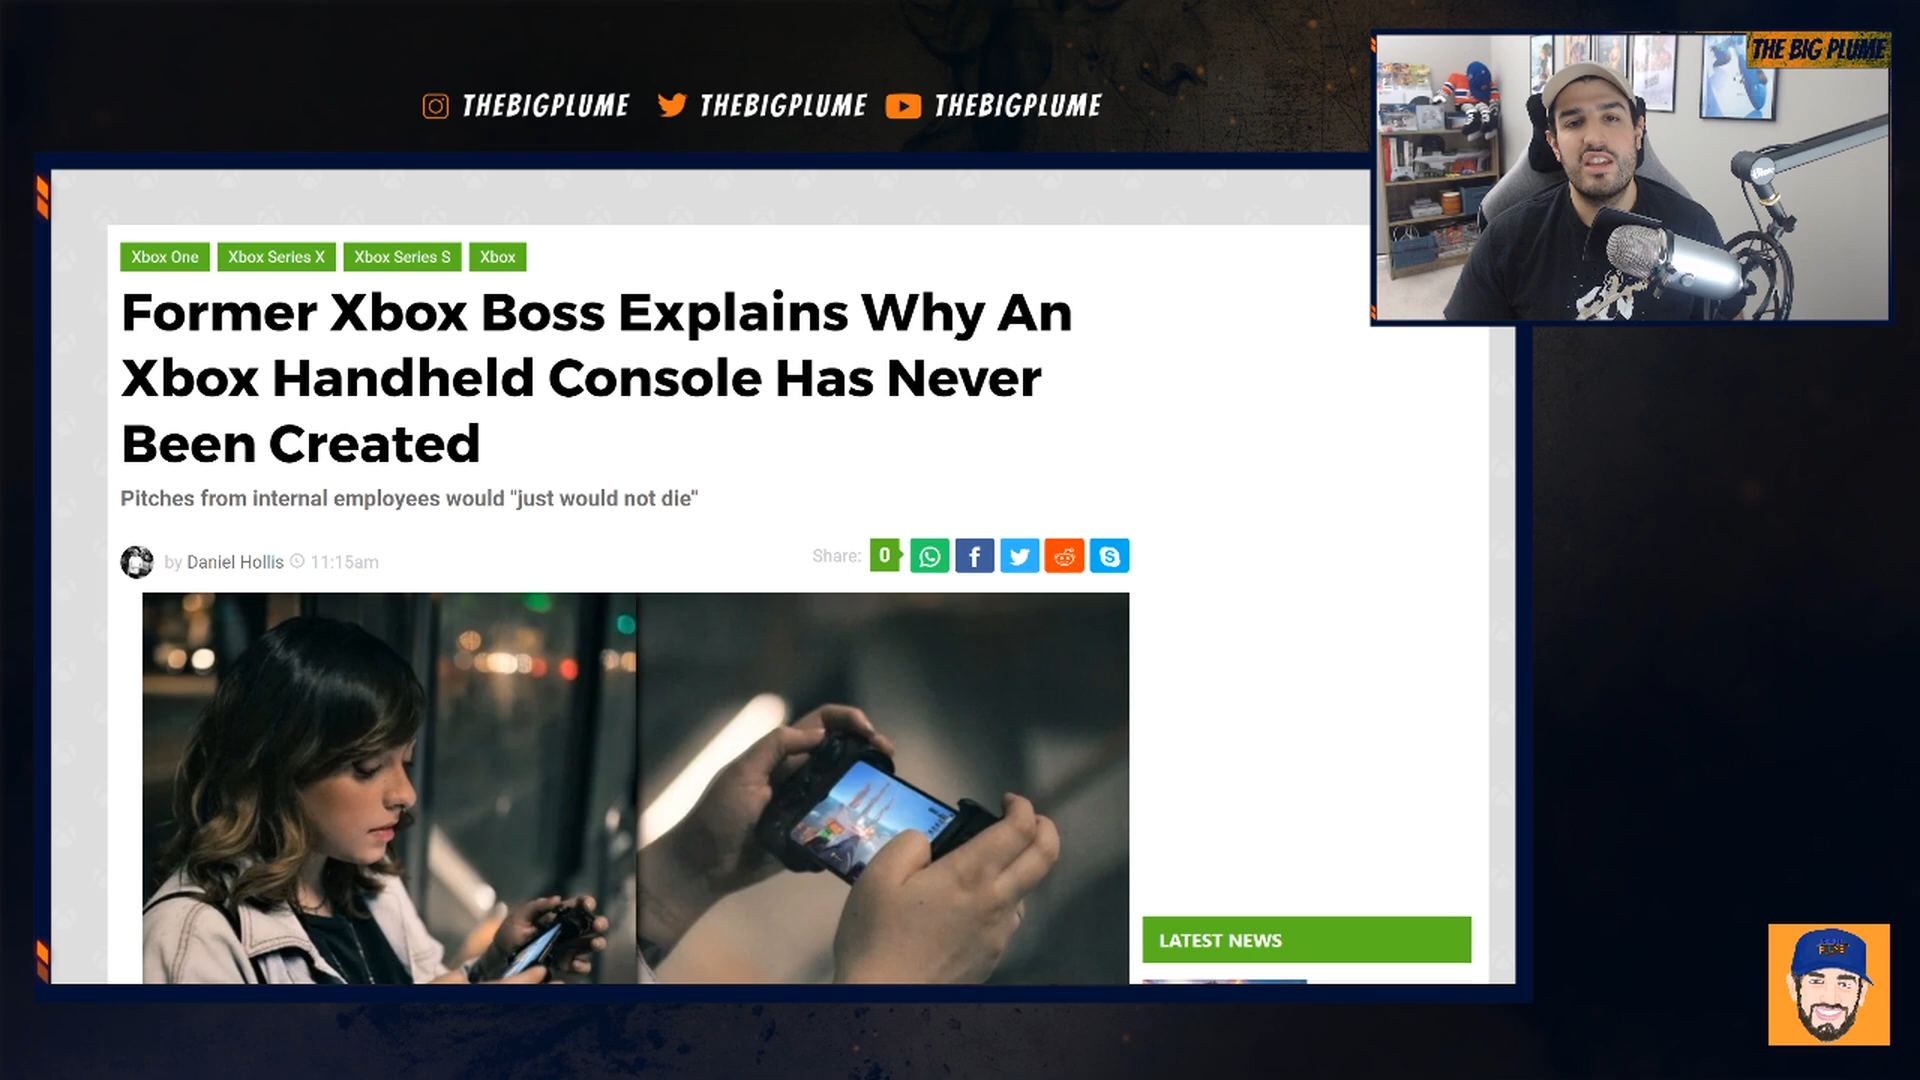 THE BIG PLUME
THEBIGPLUME THEBIGPLUME THEBIGPLUME
Xbox One Xbox Series X Xbox Series S Xbox
Former Xbox Boss Explains Why An
Xbox Handheld Console Has Never
Been Created
Pitches from internal employees would "just would not die"
by Daniel Hollis 11:15am
Share: 0
LATEST NEWS